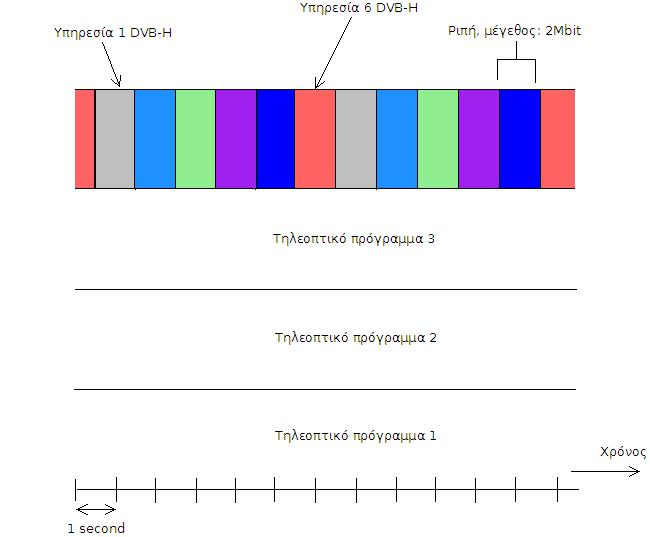 Υπηρεσία 6 DVB-H
Υπηρεσία 1 DVB-H
Ριπή, μέγεθος: 2Mbit
Τηλεοπτικό πρόγραμμα 3
Τηλεοπτικό πρόγραμμα 2
Τηλεοπτικό πρόγραμμα 1
Χρόνος
1 second